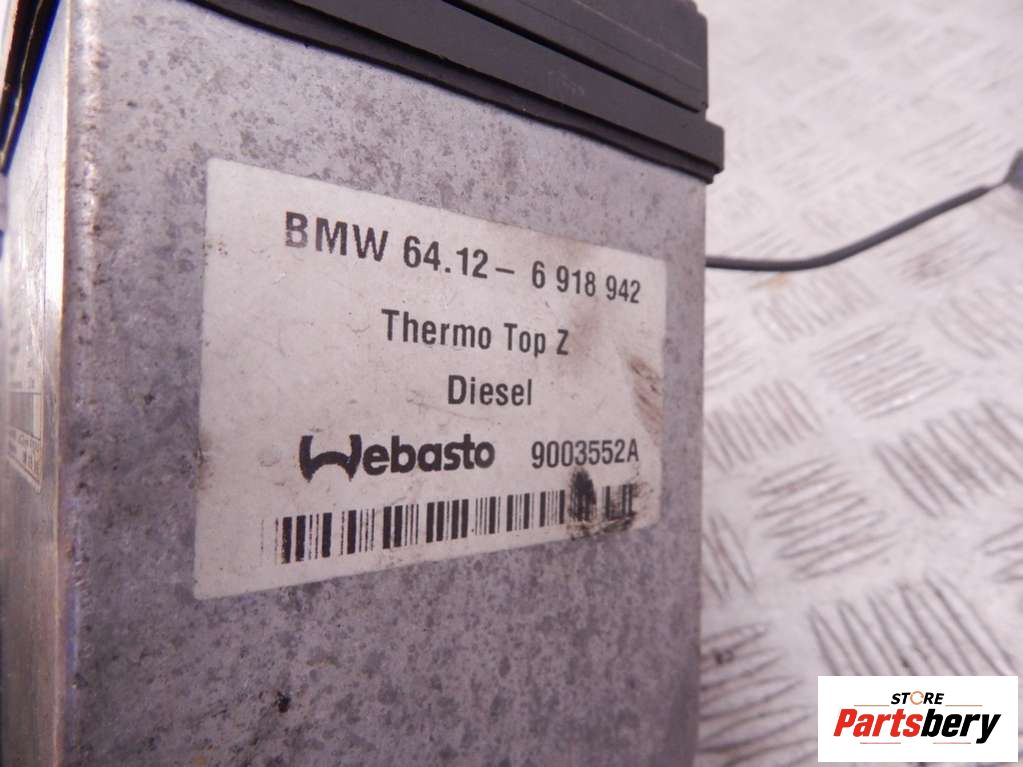 BMW 64.12 - 6 918 942
Thermo Top Z
Diesel
Webasto 9003552A
STORE
Partsbery